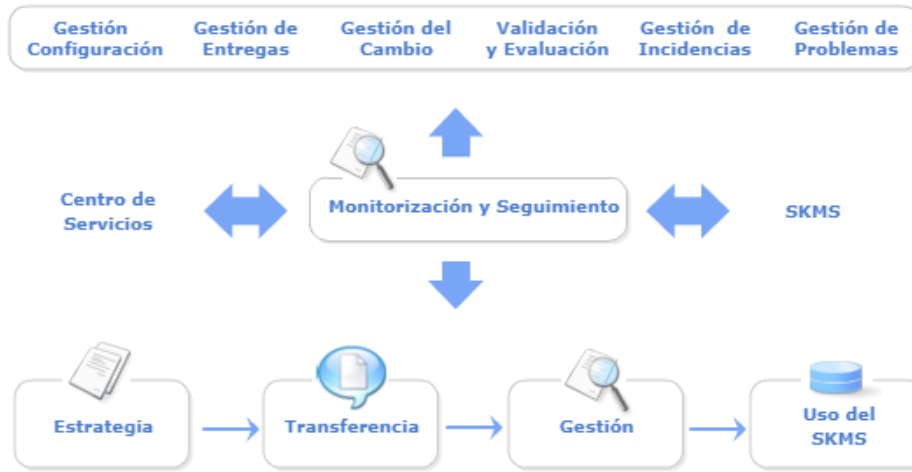 Gestión Configuración
Gestión de Entregas
Gestión del Cambio
Validación y Evaluación
Gestión de Incidencias
Gestión de Problemas
Centro de Servicios
Monitorización y Seguimiento
SKMS
Estrategia
Transferencia
Gestión
Uso del SKMS